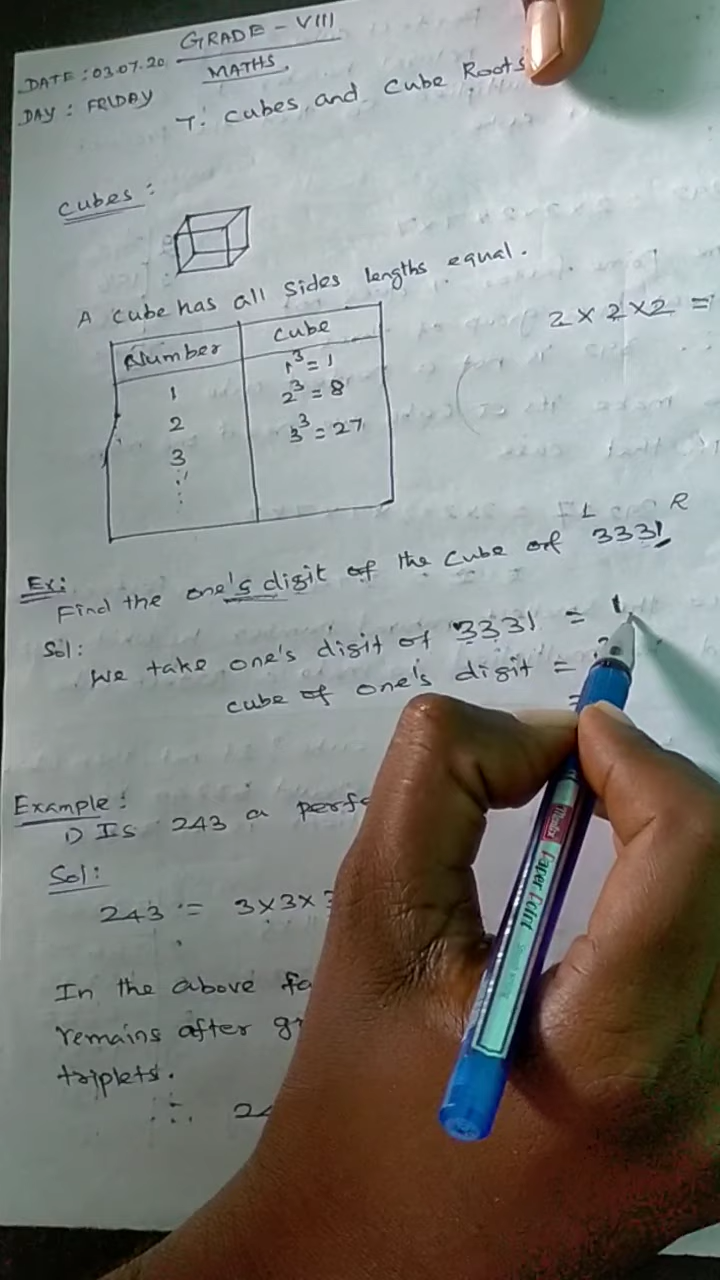 GRADE - VIII
DATE : 03.07.20
MATHS.
DAY : FRIDAY
7. Cubes and Cube Roots
Cubes :
A cube has all sides lengths equal.
2 × 2 × 2 =
Number Cube
1 1³ = 1
2 2³ = 8
3 3³ = 27
L R
Ex:
Find the one's digit of the cube of 3331
Sol:
We take one's digit of 3331 = 1
cube of one's digit =
=
Example :
1) Is 243 a
Sol:
243 = 3×3×
In the above
remains after
triplets.
∴
Paper Point